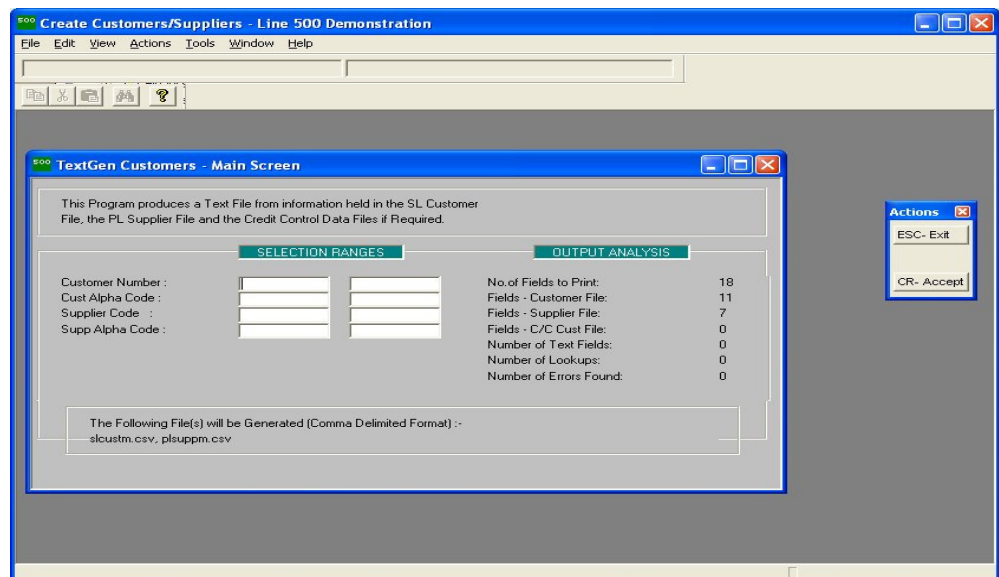 500 Create Customers/Suppliers - Line 500 Demonstration
File Edit View Actions Tools Window Help
500 TextGen Customers - Main Screen
This Program produces a Text File from information held in the SL Customer
File, the PL Supplier File and the Credit Control Data Files if Required.
SELECTION RANGES
Customer Number :
Cust Alpha Code :
Supplier Code :
Supp Alpha Code :
OUTPUT ANALYSIS
No.of Fields to Print: 18
Fields - Customer File: 11
Fields - Supplier File: 7
Fields - C/C Cust File: 0
Number of Text Fields: 0
Number of Lookups: 0
Number of Errors Found: 0
The Following File(s) will be Generated (Comma Delimited Format) :-
slcustm.csv, plsuppm.csv
Actions
ESC- Exit
CR- Accept